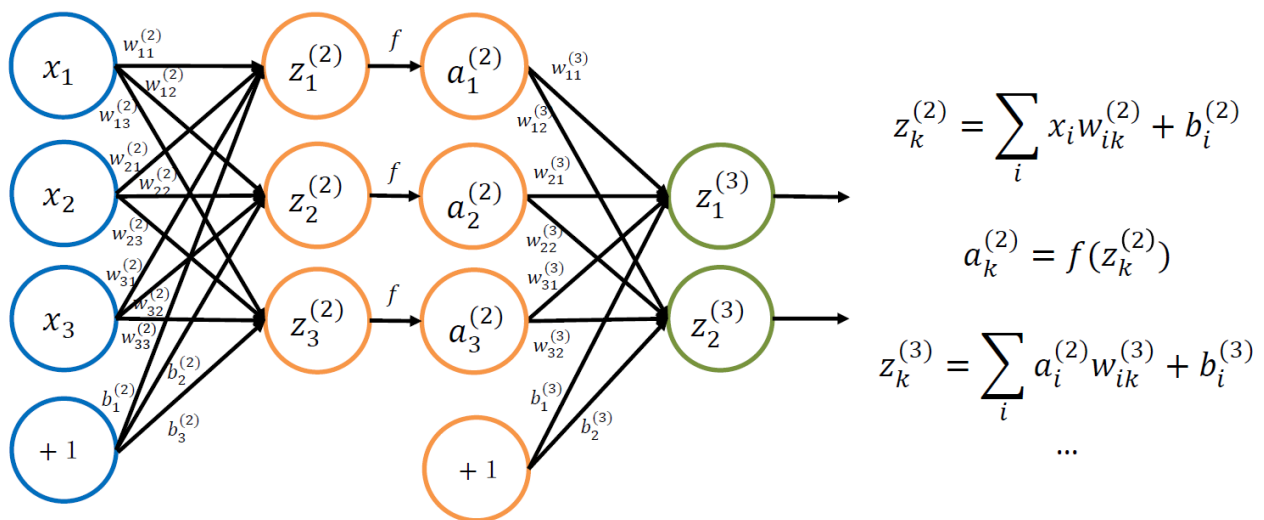 x₁
x₂
x₃
+ 1
w₁₁⁽²⁾
w₁₂⁽²⁾
w₁₃⁽²⁾
w₂₁⁽²⁾
w₂₂⁽²⁾
w₂₃⁽²⁾
w₃₁⁽²⁾
w₃₂⁽²⁾
w₃₃⁽²⁾
b₁⁽²⁾
b₂⁽²⁾
b₃⁽²⁾
z₁⁽²⁾
z₂⁽²⁾
z₃⁽²⁾
f
f
f
a₁⁽²⁾
a₂⁽²⁾
a₃⁽²⁾
+ 1
w₁₁⁽³⁾
w₁₂⁽³⁾
w₂₁⁽³⁾
w₂₂⁽³⁾
w₃₁⁽³⁾
w₃₂⁽³⁾
b₁⁽³⁾
b₂⁽³⁾
z₁⁽³⁾
z₂⁽³⁾
zₖ⁽²⁾ = ∑ᵢ xᵢwᵢₖ⁽²⁾ + bᵢ⁽²⁾
aₖ⁽²⁾ = f(zₖ⁽²⁾)
zₖ⁽³⁾ = ∑ᵢ aᵢ⁽²⁾wᵢₖ⁽³⁾ + bᵢ⁽³⁾
...